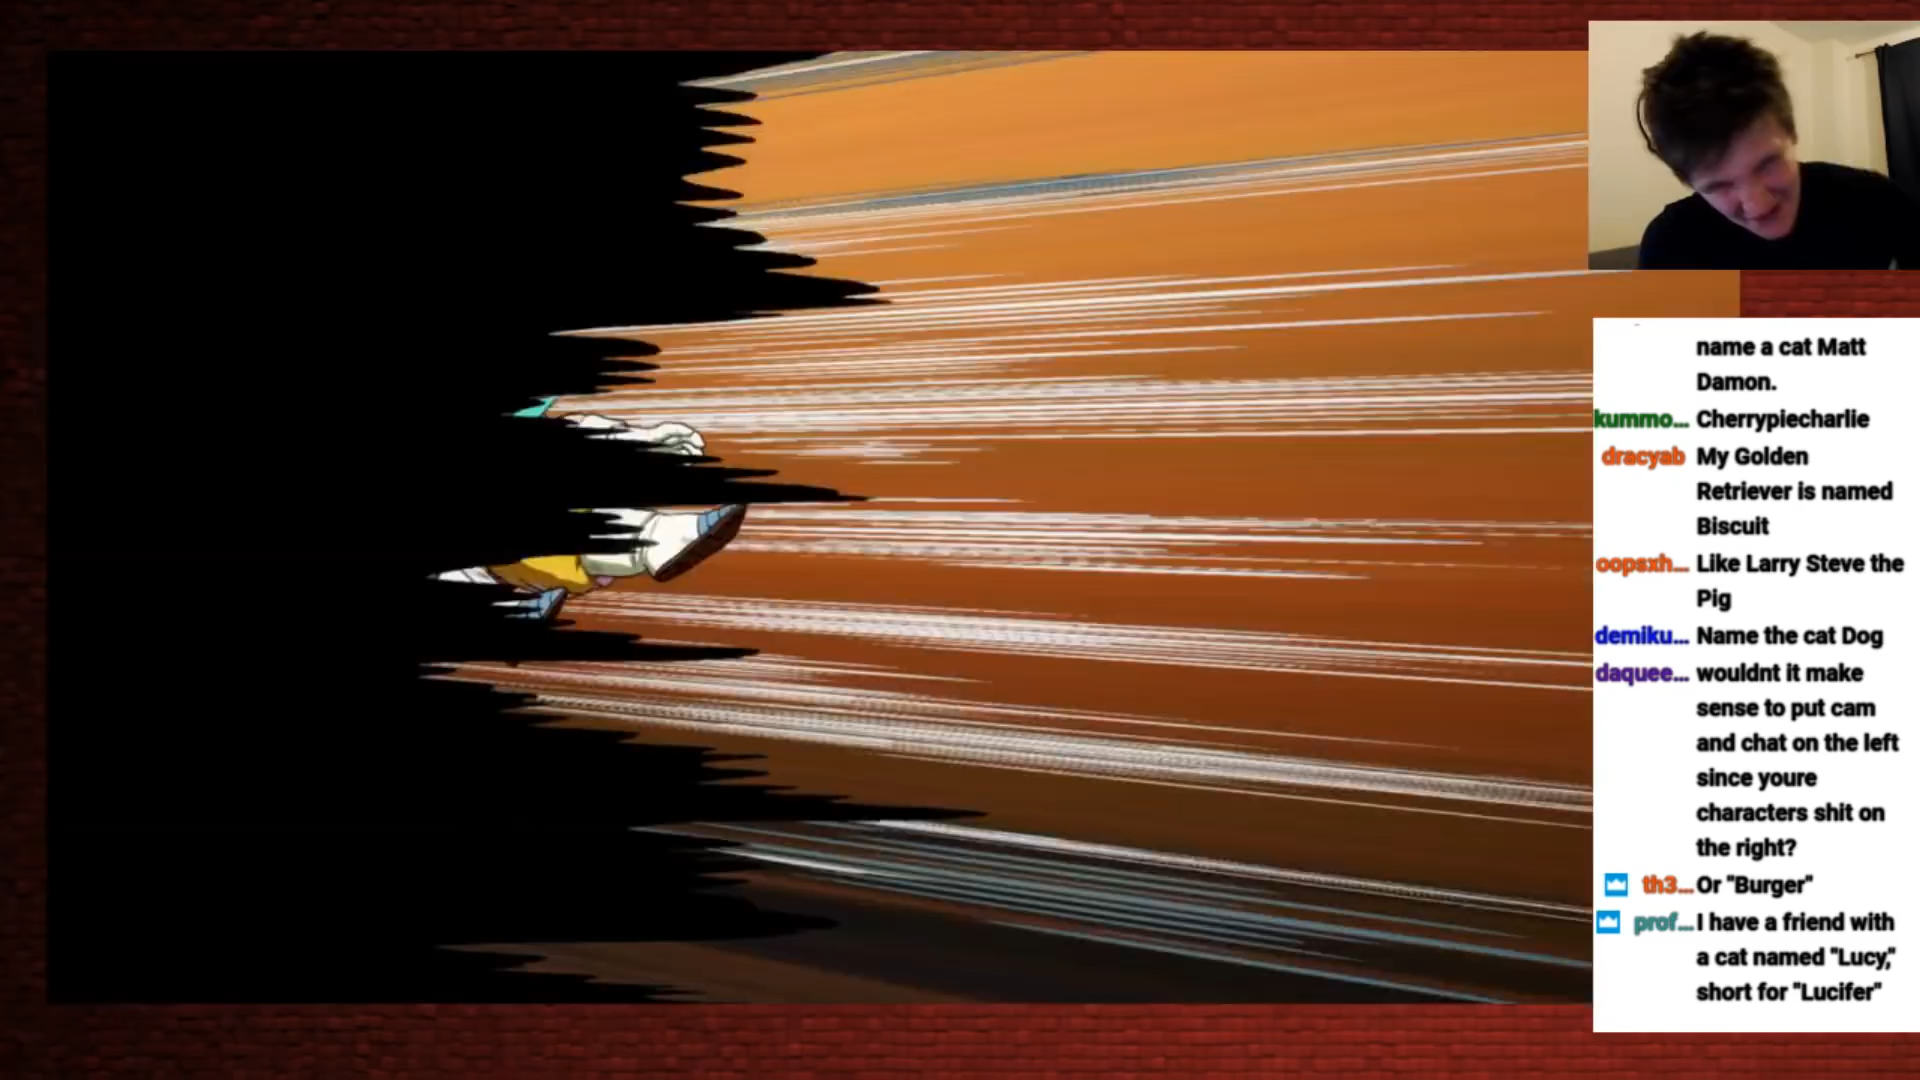 name a cat Matt
Damon.
kummo... Cherrypiecharlie
dracyab My Golden
Retriever is named
Biscuit
oopsxh... Like Larry Steve the
Pig
demiku... Name the cat Dog
daquee... wouldnt it make
sense to put cam
and chat on the left
since youre
characters shit on
the right?
th3... Or "Burger"
prof... I have a friend with
a cat named "Lucy,"
short for "Lucifer"